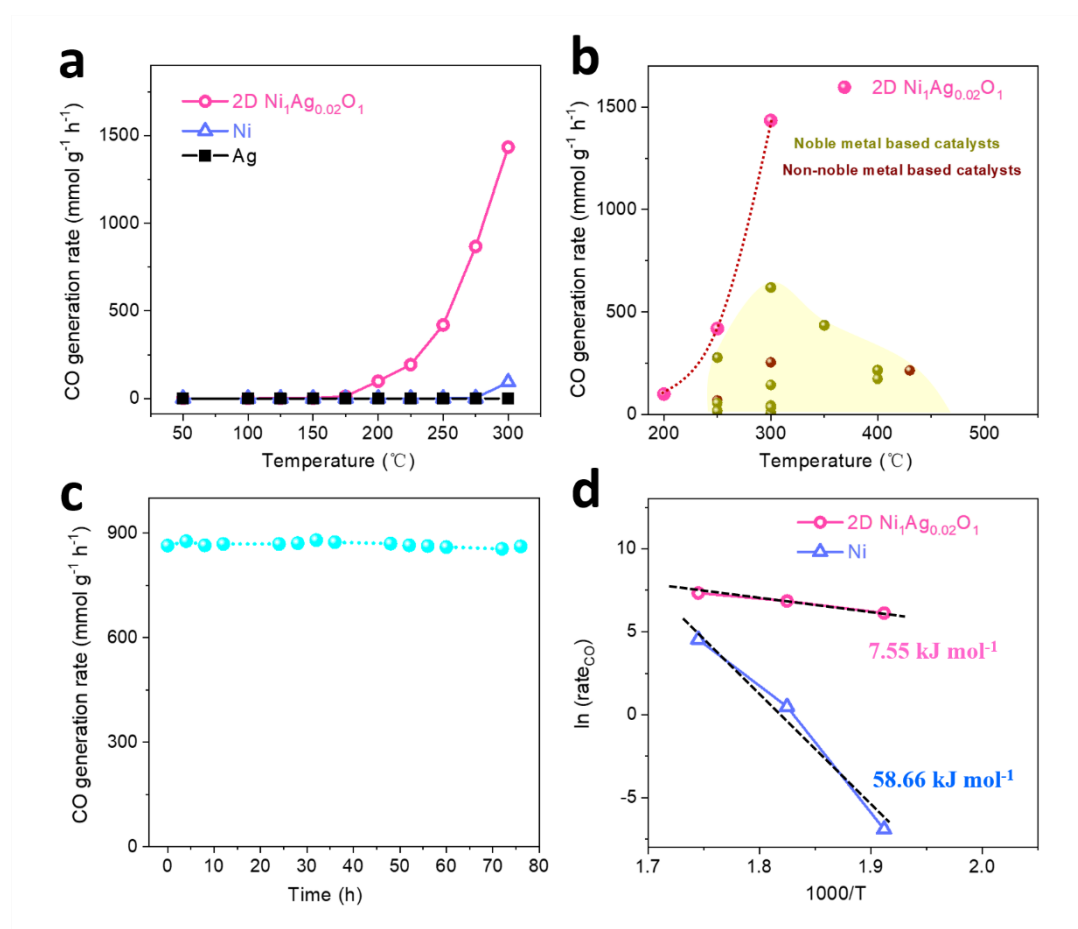 a
2D Ni₁Ag₀.₀₂O₁
Ni
Ag
CO generation rate (mmol g⁻¹ h⁻¹)
1500
1000
500
0
50 100 150 200 250 300
Temperature (℃)
b
2D Ni₁Ag₀.₀₂O₁
Noble metal based catalysts
Non-noble metal based catalysts
CO generation rate (mmol g⁻¹ h⁻¹)
1500
1000
500
0
200 300 400 500
Temperature (℃)
c
CO generation rate (mmol g⁻¹ h⁻¹)
900
600
300
0
0 10 20 30 40 50 60 70 80
Time (h)
d
2D Ni₁Ag₀.₀₂O₁
Ni
ln (rate_CO)
10
5
0
-5
7.55 kJ mol⁻¹
58.66 kJ mol⁻¹
1.7 1.8 1.9 2.0
1000/T